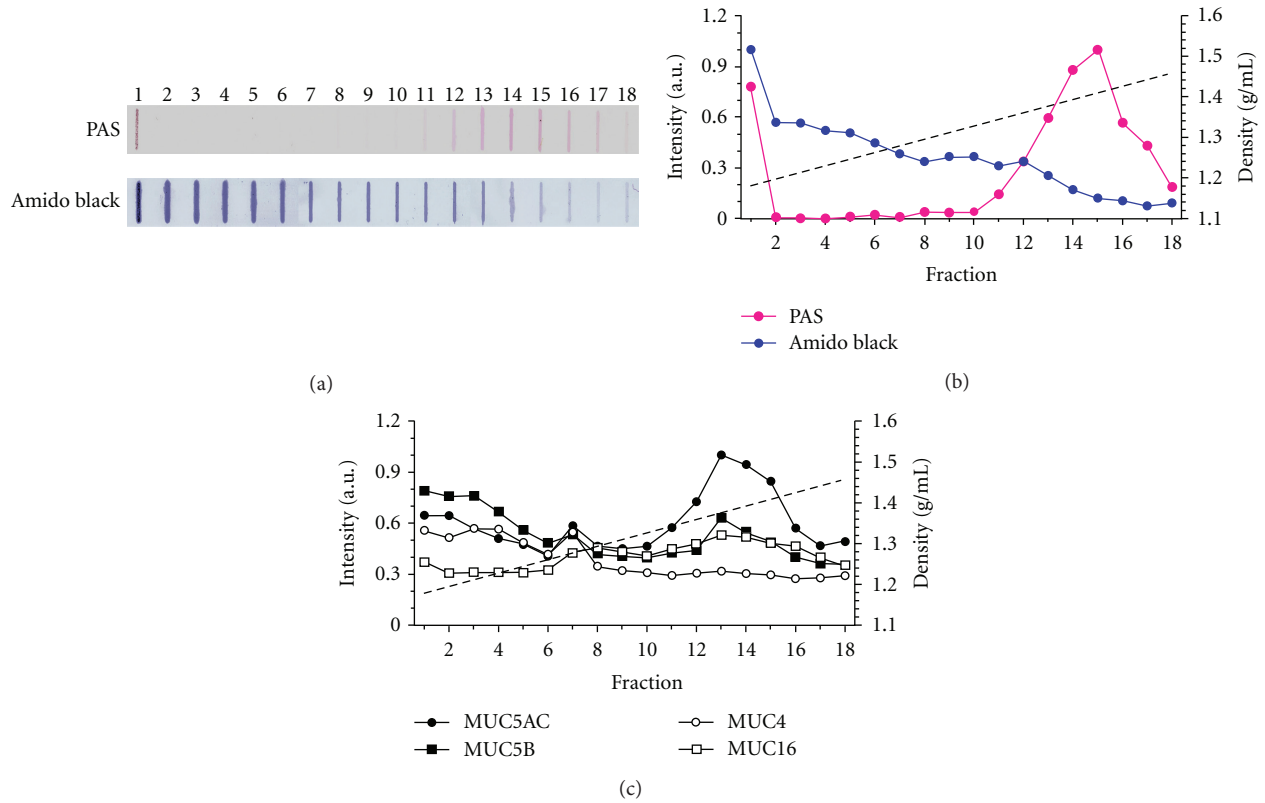 1 2 3 4 5 6 7 8 9 10 11 12 13 14 15 16 17 18
PAS
Amido black
(a)
1.2 1.6
0.9 1.5
0.6 1.4
0.3 1.3
0 1.2
1.1
Intensity (a.u.)
Density (g/mL)
2 4 6 8 10 12 14 16 18
Fraction
PAS
Amido black
(b)
1.2 1.6
0.9 1.5
0.6 1.4
0.3 1.3
0 1.2
1.1
Intensity (a.u.)
Density (g/mL)
2 4 6 8 10 12 14 16 18
Fraction
MUC5AC MUC4
MUC5B MUC16
(c)